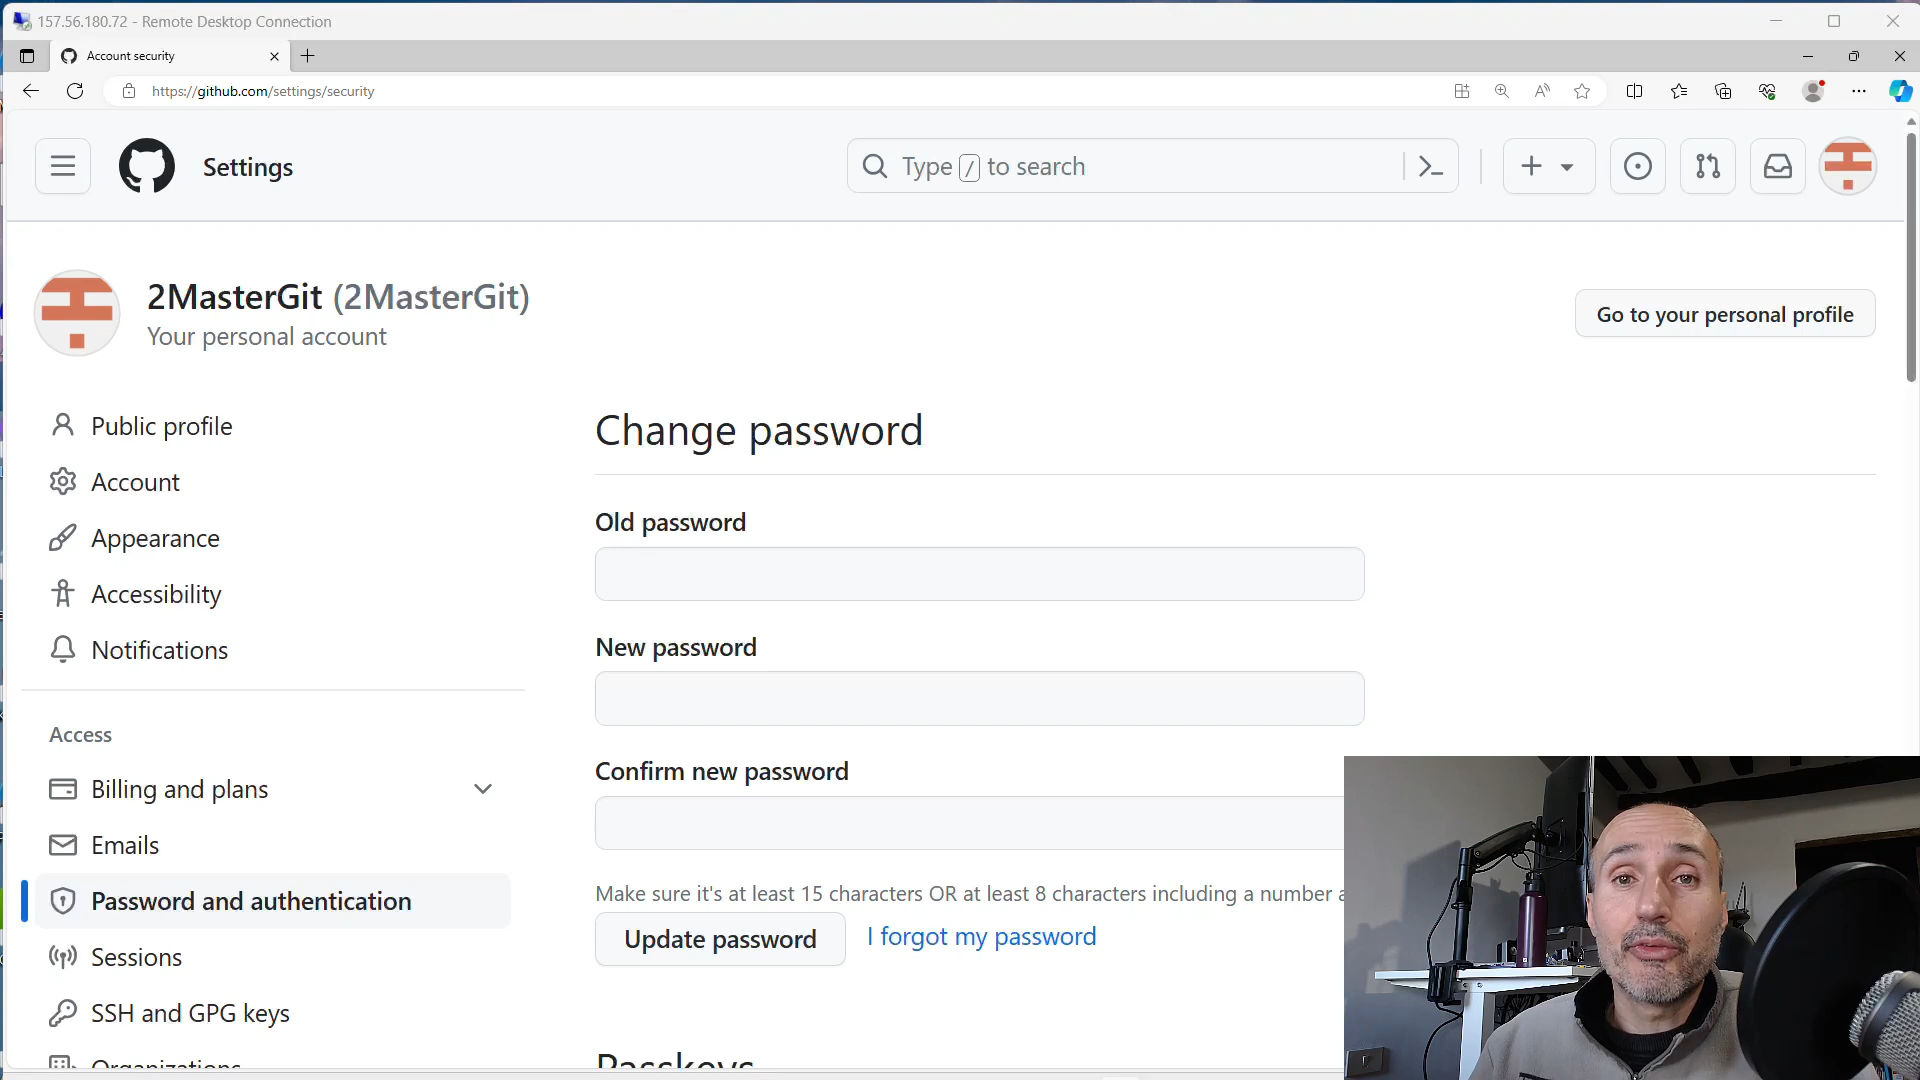 157.56.180.72 - Remote Desktop Connection
Account security
https://github.com/settings/security
Settings
Type / to search
2MasterGit (2MasterGit)
Your personal account
Go to your personal profile
Public profile
Account
Appearance
Accessibility
Notifications
Access
Billing and plans
Emails
Password and authentication
Sessions
SSH and GPG keys
Organizations
Change password
Old password
New password
Confirm new password
Make sure it's at least 15 characters OR at least 8 characters including a number
Update password
I forgot my password
Passkeys